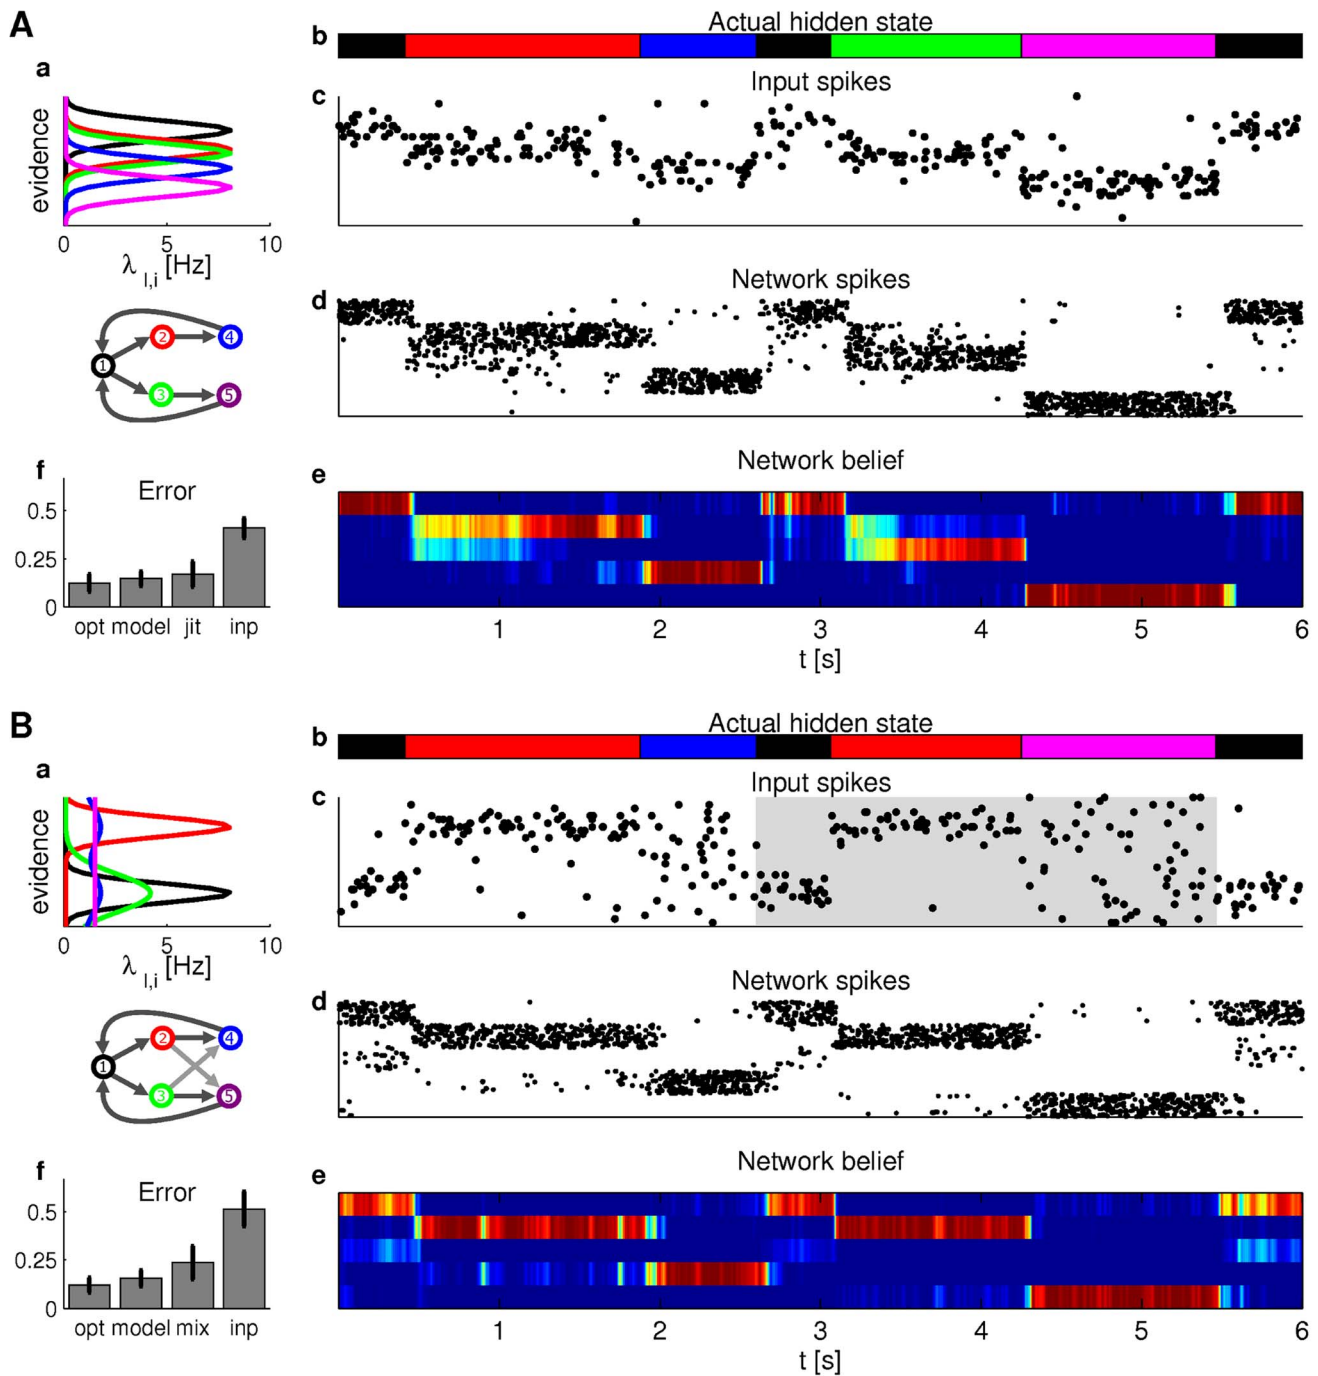 A
Actual hidden state
b
a
Input spikes
c
evidence
0 5 10
λ l,i [Hz]
Network spikes
d
1
2
3
4
5
Network belief
e
f
Error
0.5
0.25
0
opt model jit inp
1 2 3 4 5 6
t [s]
B
Actual hidden state
b
a
Input spikes
c
evidence
0 5 10
λ l,i [Hz]
Network spikes
d
1
2
3
4
5
Network belief
e
f
Error
0.5
0.25
0
opt model mix inp
1 2 3 4 5 6
t [s]